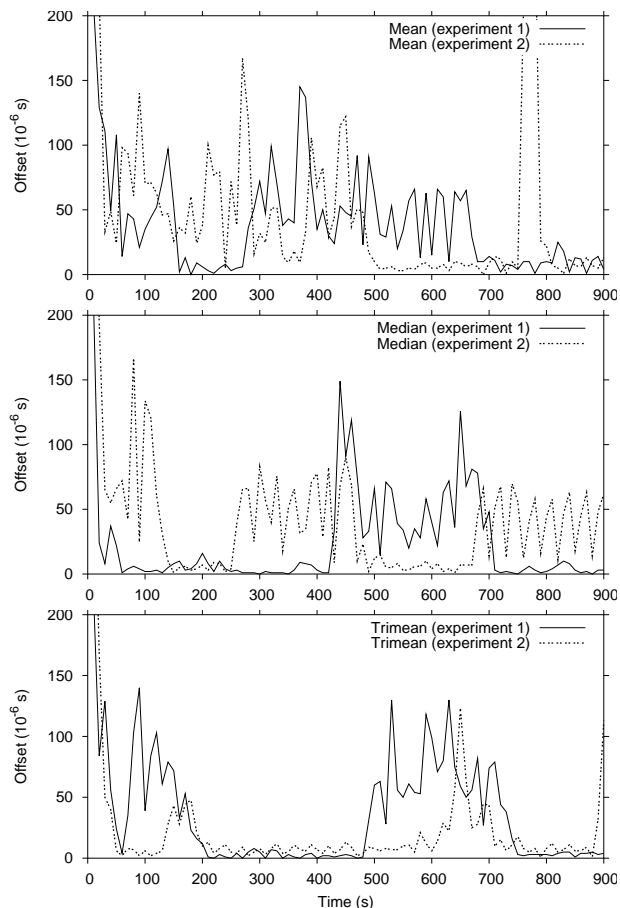 200
150
100
50
0
Offset (10-6 s)
Mean (experiment 1)
Mean (experiment 2)
0 100 200 300 400 500 600 700 800 900
200
150
100
50
0
Offset (10-6 s)
Median (experiment 1)
Median (experiment 2)
0 100 200 300 400 500 600 700 800 900
200
150
100
50
0
Offset (10-6 s)
Trimean (experiment 1)
Trimean (experiment 2)
0 100 200 300 400 500 600 700 800 900
Time (s)